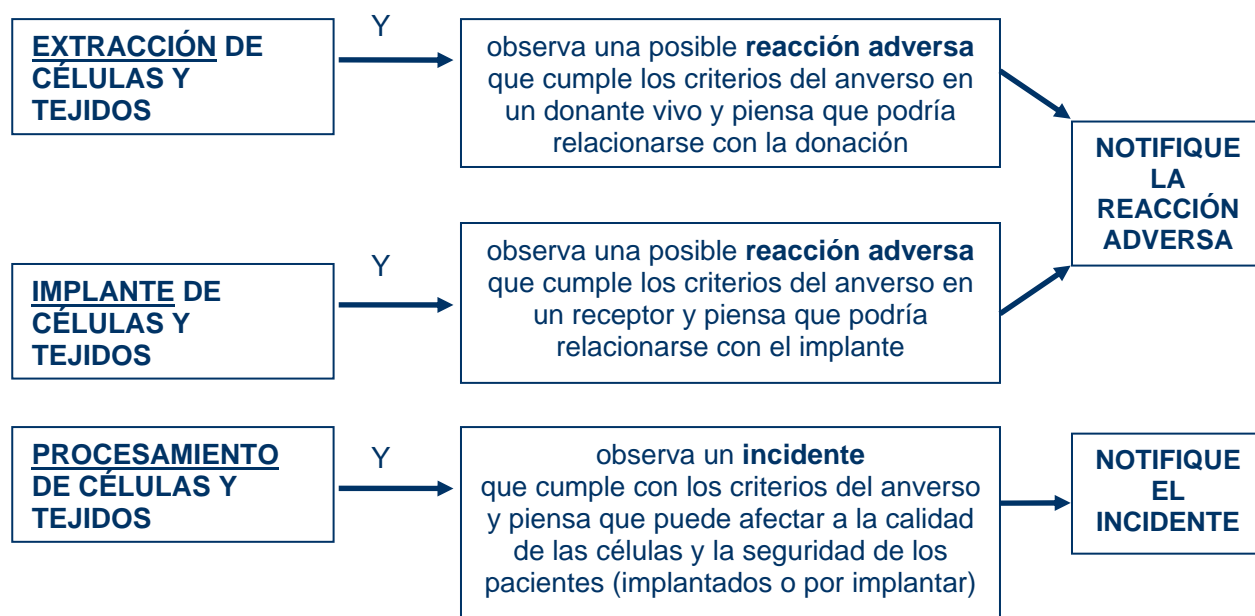 EXTRACCIÓN DE
CÉLULAS Y
TEJIDOS
Y
observa una posible reacción adversa
que cumple los criterios del anverso en
un donante vivo y piensa que podría
relacionarse con la donación
NOTIFIQUE
LA
REACCIÓN
ADVERSA
IMPLANTE DE
CÉLULAS Y
TEJIDOS
Y
observa una posible reacción adversa
que cumple los criterios del anverso en
un receptor y piensa que podría
relacionarse con el implante
PROCESAMIENTO
DE CÉLULAS Y
TEJIDOS
Y
observa un incidente
que cumple con los criterios del anverso
y piensa que puede afectar a la calidad
de las células y la seguridad de los
pacientes (implantados o por implantar)
NOTIFIQUE
EL
INCIDENTE